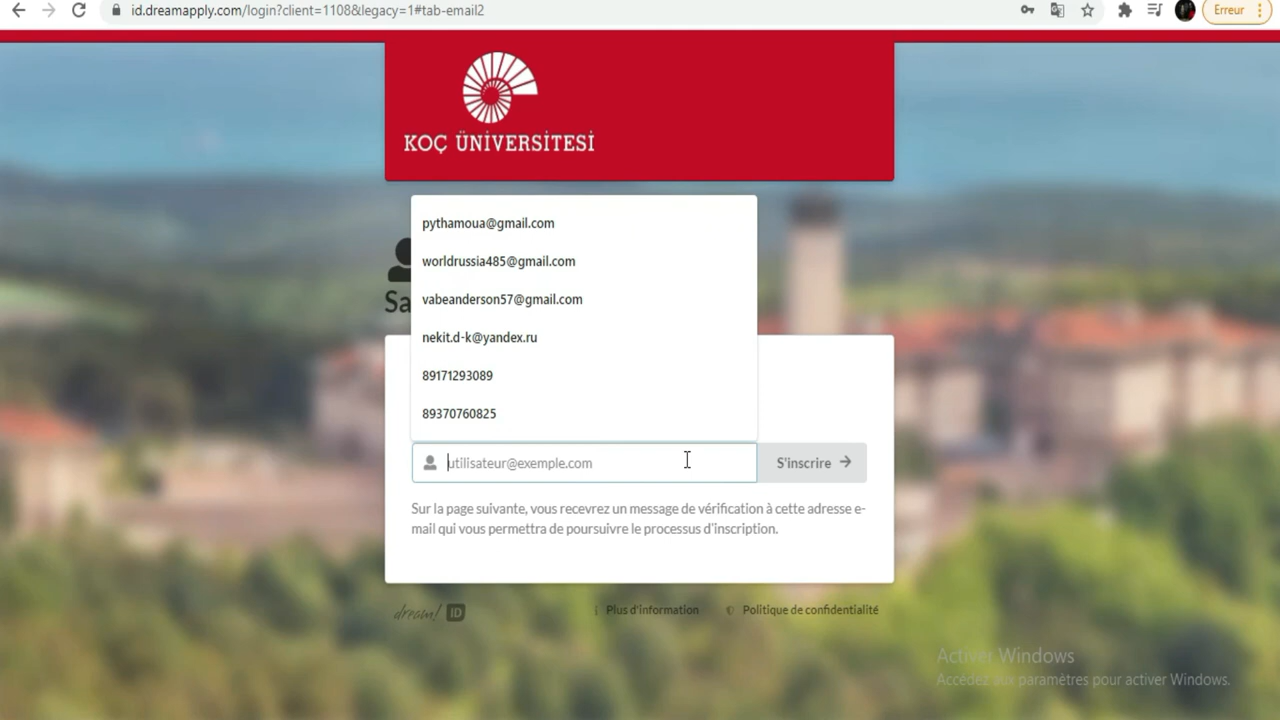 id.dreamapply.com/login?client=1108&legacy=1#tab-email2
Erreur
KOÇ ÜNİVERSİTESİ
pythamoua@gmail.com
worldrussia485@gmail.com
vabeanderson57@gmail.com
nekit.d-k@yandex.ru
89171293089
89370760825
Sa
utilisateur@exemple.com
S'inscrire
Sur la page suivante, vous recevrez un message de vérification à cette adresse e-
mail qui vous permettra de poursuivre le processus d'inscription.
dream! ID
Plus d'information
Politique de confidentialité
Activer Windows
Accédez aux paramètres pour activer Windows.